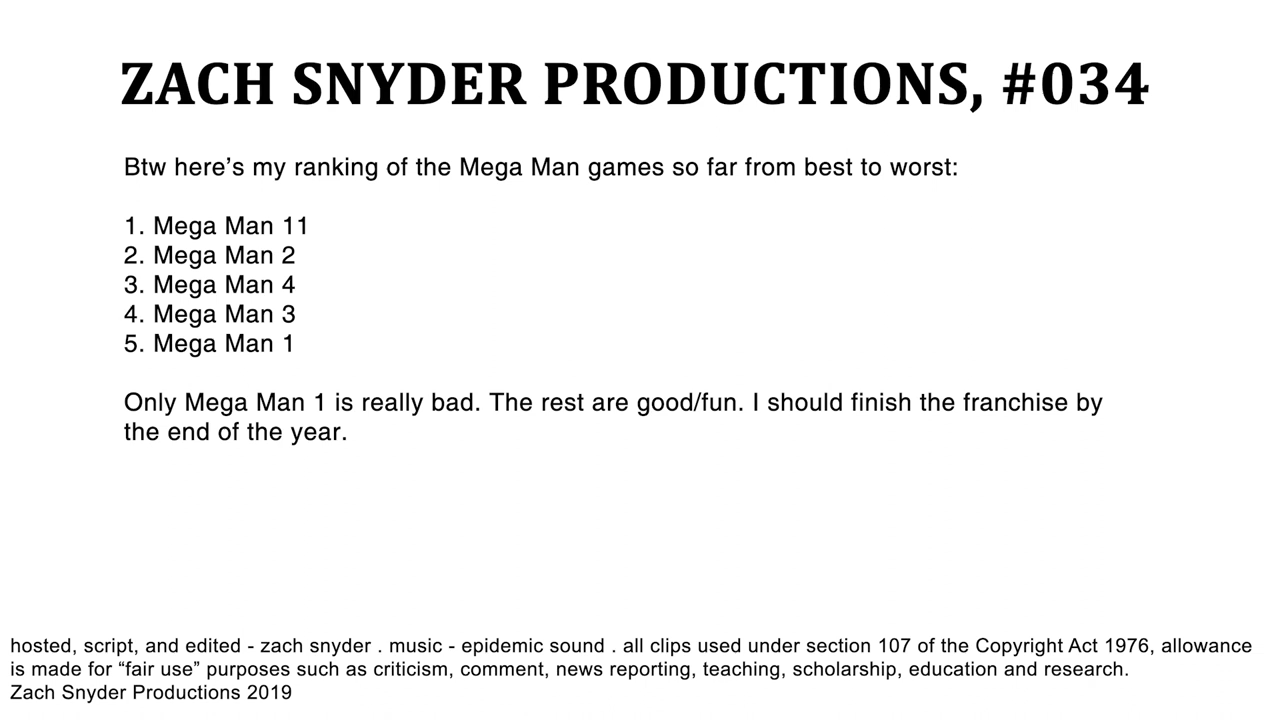 ZACH SNYDER PRODUCTIONS, #034
Btw here’s my ranking of the Mega Man games so far from best to worst:
1. Mega Man 11
2. Mega Man 2
3. Mega Man 4
4. Mega Man 3
5. Mega Man 1
Only Mega Man 1 is really bad. The rest are good/fun. I should finish the franchise by
the end of the year.
hosted, script, and edited - zach snyder . music - epidemic sound . all clips used under section 107 of the Copyright Act 1976, allowance
is made for “fair use” purposes such as criticism, comment, news reporting, teaching, scholarship, education and research.
Zach Snyder Productions 2019